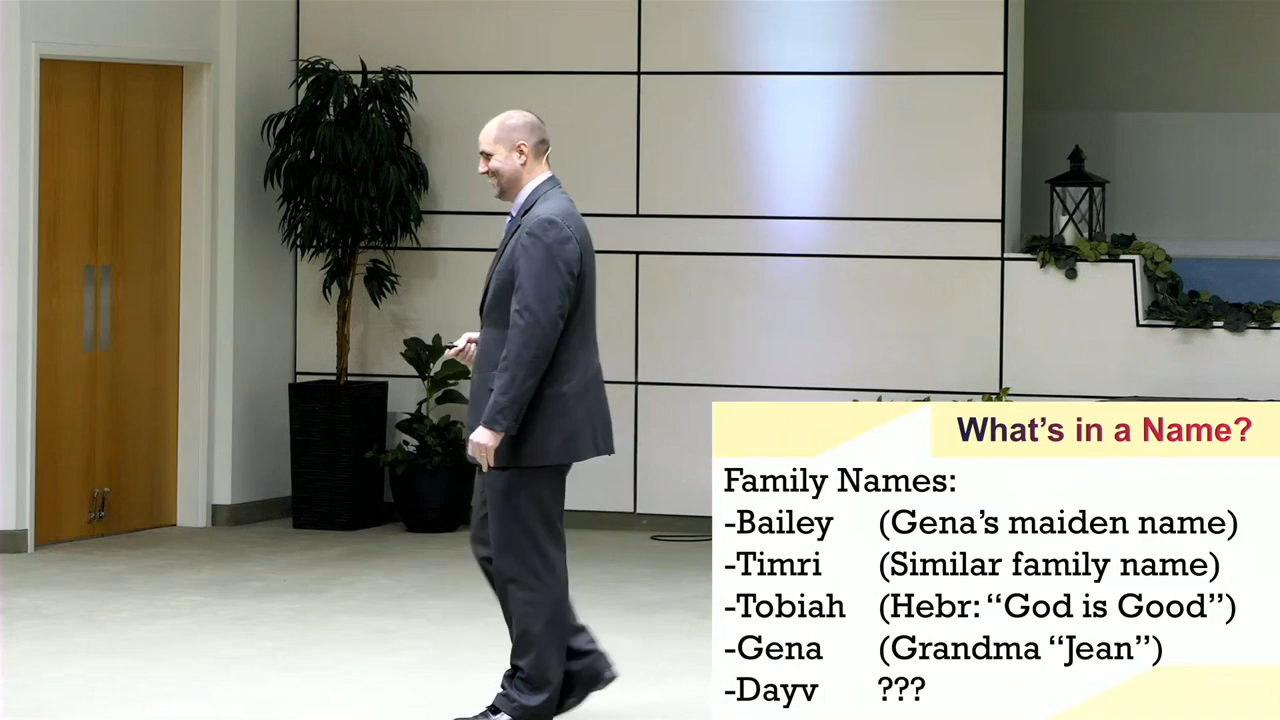 What's in a Name?
Family Names:
-Bailey (Gena's maiden name)
-Timri (Similar family name)
-Tobiah (Hebr: “God is Good”)
-Gena (Grandma “Jean”)
-Dayv ???